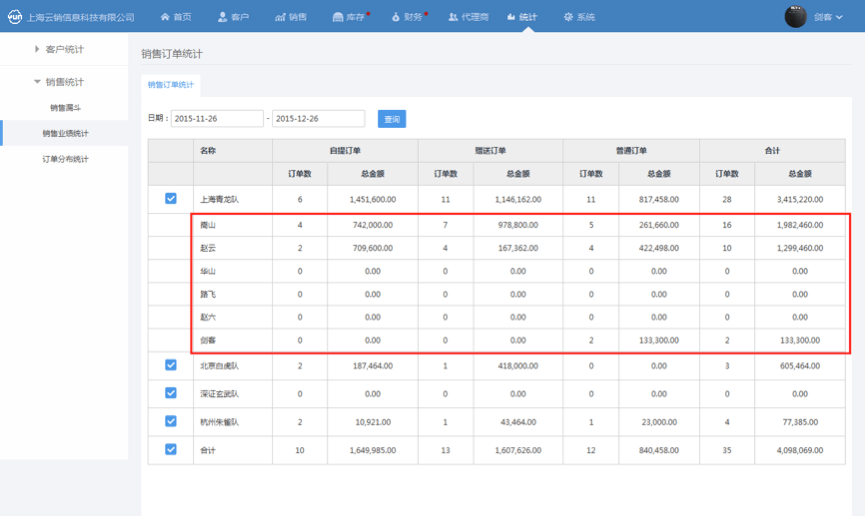 上海云销信息科技有限公司 首页 客户 销售 库存 财务 代理商 统计 系统 剑客
客户统计
销售统计
销售漏斗
销售业绩统计
订单分布统计
销售订单统计
销售订单统计
日期： 2015-11-26 - 2015-12-26 查询
名称 自提订单 赠送订单 普通订单 合计
订单数 总金额 订单数 总金额 订单数 总金额 订单数 总金额
上海青龙队 6 1,451,600.00 11 1,146,162.00 11 817,458.00 28 3,415,220.00
衡山 4 742,000.00 7 978,800.00 5 261,660.00 16 1,982,460.00
赵云 2 709,600.00 4 167,362.00 4 422,498.00 10 1,299,460.00
华山 0 0.00 0 0.00 0 0.00 0 0.00
路飞 0 0.00 0 0.00 0 0.00 0 0.00
赵六 0 0.00 0 0.00 0 0.00 0 0.00
剑客 0 0.00 0 0.00 2 133,300.00 2 133,300.00
北京白虎队 2 187,464.00 1 418,000.00 0 0.00 3 605,464.00
深证玄武队 0 0.00 0 0.00 0 0.00 0 0.00
杭州朱雀队 2 10,921.00 1 43,464.00 1 23,000.00 4 77,385.00
合计 10 1,649,985.00 13 1,607,626.00 12 840,458.00 35 4,098,069.00